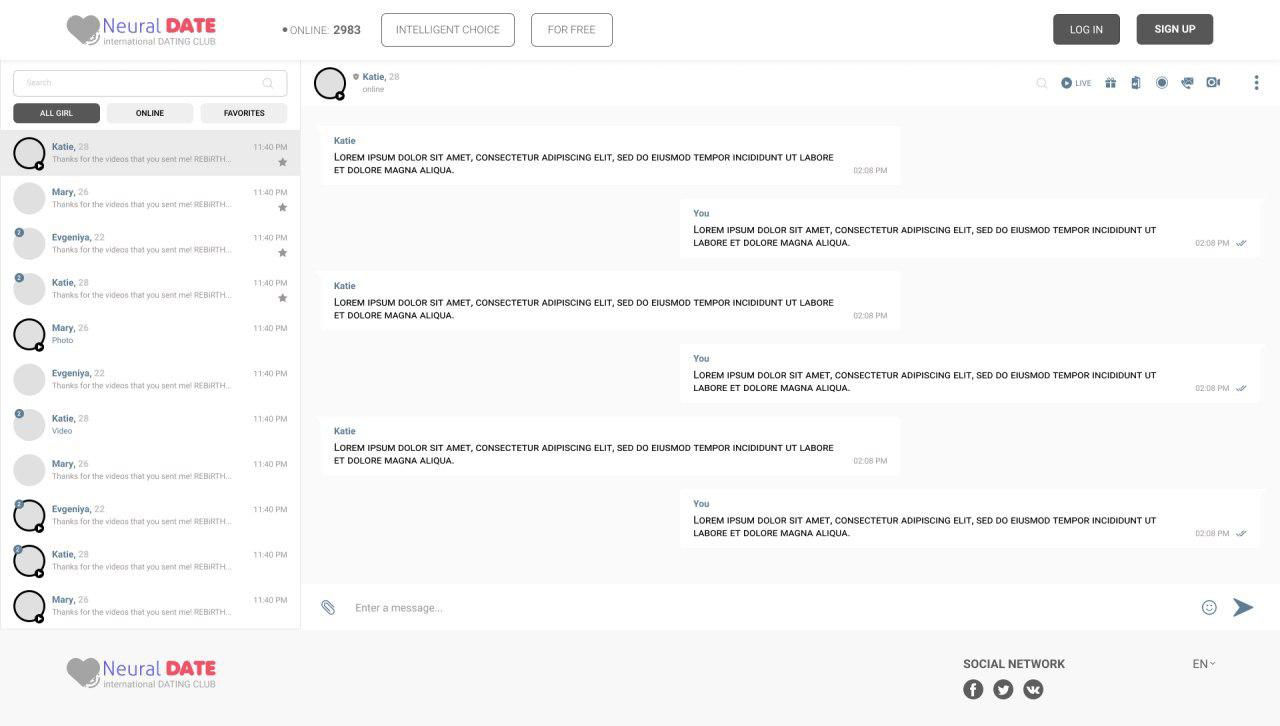 Neural DATE
international DATING CLUB
ONLINE: 2983
INTELLIGENT CHOICE
FOR FREE
LOG IN
SIGN UP
Search
ALL GIRL
ONLINE
FAVORITES
Katie, 28
11:40 PM
Thanks for the videos that you sent me! REBiRTH...
Mary, 26
11:40 PM
Thanks for the videos that you sent me! REBiRTH...
2
Evgeniya, 22
11:40 PM
Thanks for the videos that you sent me! REBiRTH...
2
Katie, 28
11:40 PM
Thanks for the videos that you sent me! REBiRTH...
Mary, 26
11:40 PM
Photo
Evgeniya, 22
11:40 PM
Thanks for the videos that you sent me! REBiRTH...
2
Katie, 28
11:40 PM
Video
Mary, 26
11:40 PM
Thanks for the videos that you sent me! REBiRTH...
2
Evgeniya, 22
11:40 PM
Thanks for the videos that you sent me! REBiRTH...
2
Katie, 28
11:40 PM
Thanks for the videos that you sent me! REBiRTH...
Mary, 26
11:40 PM
Thanks for the videos that you sent me! REBiRTH...
Katie, 28
online
LIVE
Katie
Lorem ipsum dolor sit amet, consectetur adipiscing elit, sed do eiusmod tempor incididunt ut labore
et dolore magna aliqua.
02:08 PM
You
Lorem ipsum dolor sit amet, consectetur adipiscing elit, sed do eiusmod tempor incididunt ut
labore et dolore magna aliqua.
02:08 PM
Katie
Lorem ipsum dolor sit amet, consectetur adipiscing elit, sed do eiusmod tempor incididunt ut labore
et dolore magna aliqua.
02:08 PM
You
Lorem ipsum dolor sit amet, consectetur adipiscing elit, sed do eiusmod tempor incididunt ut
labore et dolore magna aliqua.
02:08 PM
Katie
Lorem ipsum dolor sit amet, consectetur adipiscing elit, sed do eiusmod tempor incididunt ut labore
et dolore magna aliqua.
02:08 PM
You
Lorem ipsum dolor sit amet, consectetur adipiscing elit, sed do eiusmod tempor incididunt ut
labore et dolore magna aliqua.
02:08 PM
Enter a message...
Neural DATE
international DATING CLUB
SOCIAL NETWORK
EN